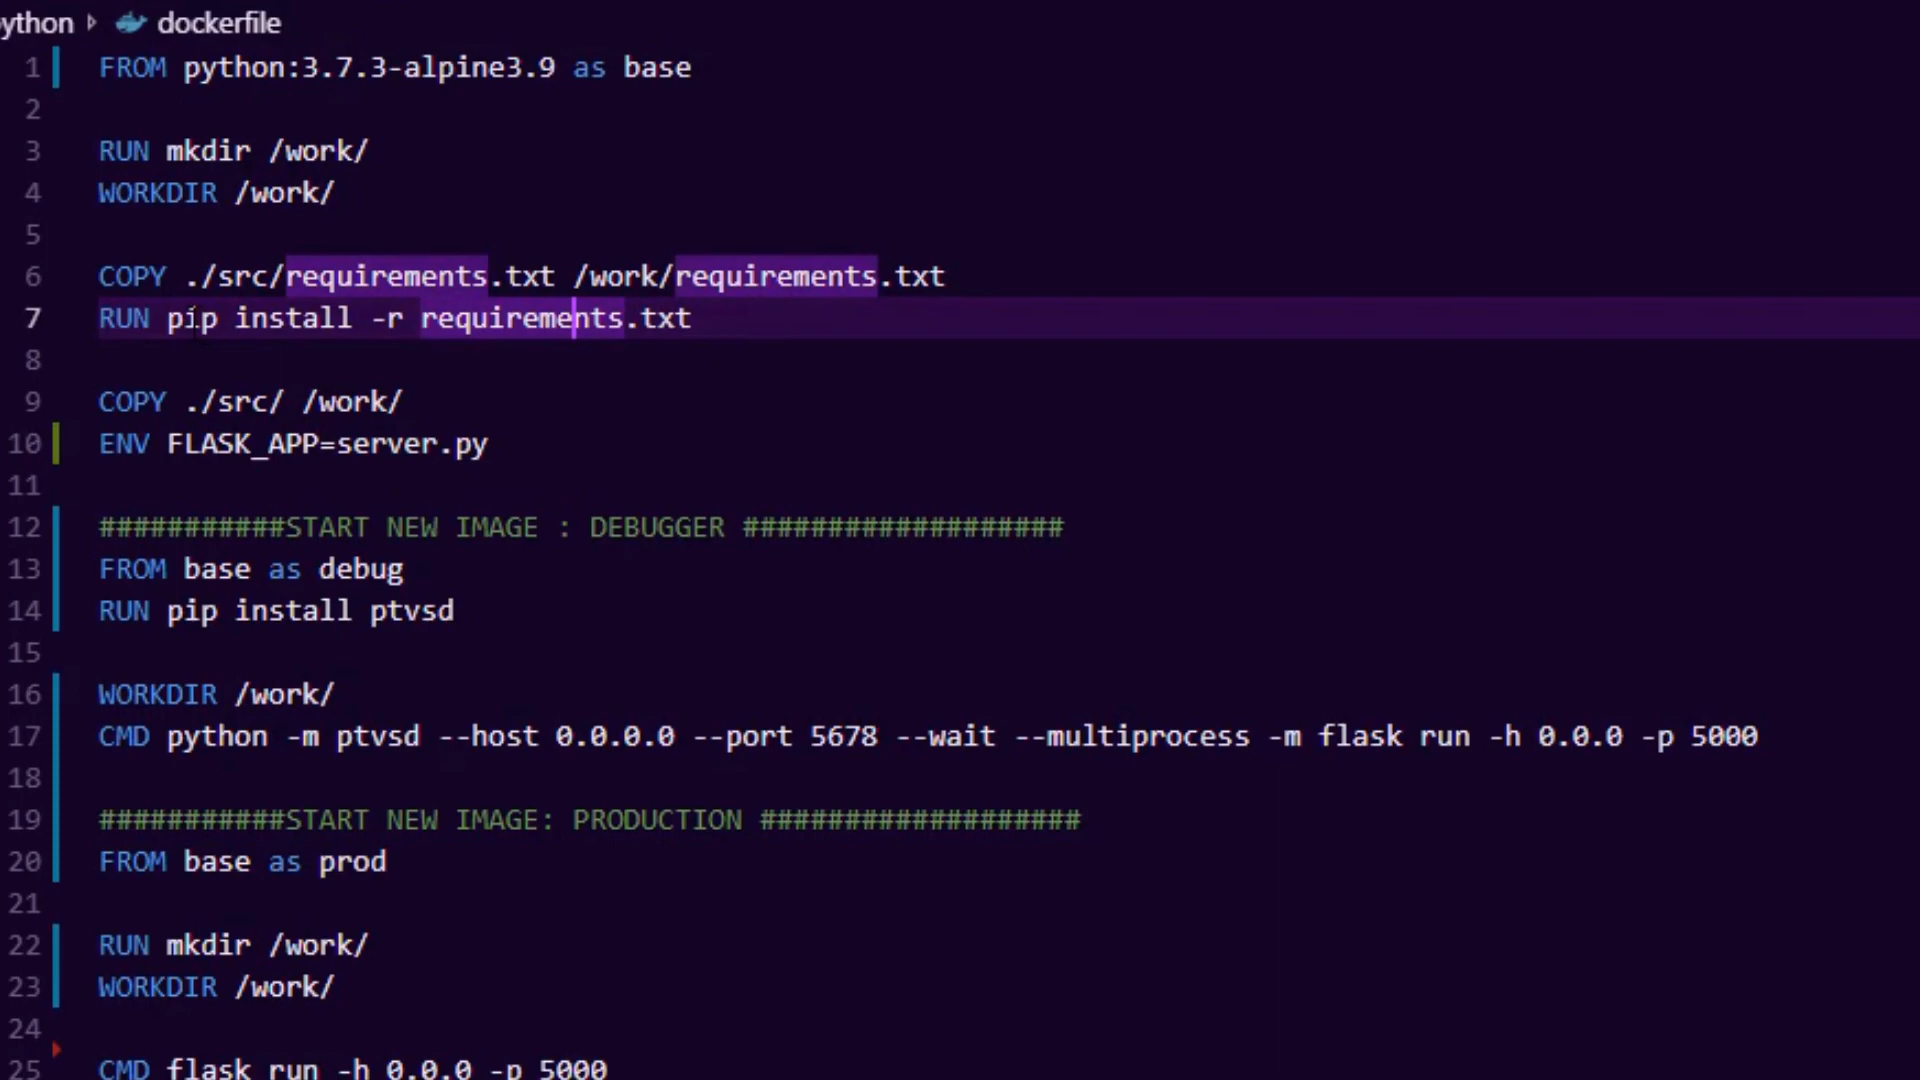 ython dockerfile
1 FROM python:3.7.3-alpine3.9 as base
2
3 RUN mkdir /work/
4 WORKDIR /work/
5
6 COPY ./src/requirements.txt /work/requirements.txt
7 RUN pip install -r requirements.txt
8
9 COPY ./src/ /work/
10 ENV FLASK_APP=server.py
11
12 ###########START NEW IMAGE : DEBUGGER ###################
13 FROM base as debug
14 RUN pip install ptvsd
15
16 WORKDIR /work/
17 CMD python -m ptvsd --host 0.0.0.0 --port 5678 --wait --multiprocess -m flask run -h 0.0.0 -p 5000
18
19 ###########START NEW IMAGE: PRODUCTION ###################
20 FROM base as prod
21
22 RUN mkdir /work/
23 WORKDIR /work/
24
25 CMD flask run -h 0.0.0 -p 5000